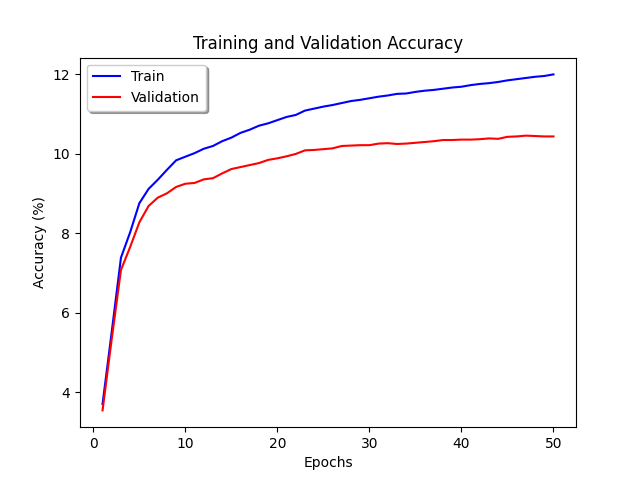 Training and Validation Accuracy
Train
Validation
12
10
8
6
4
Accuracy (%)
0 10 20 30 40 50
Epochs